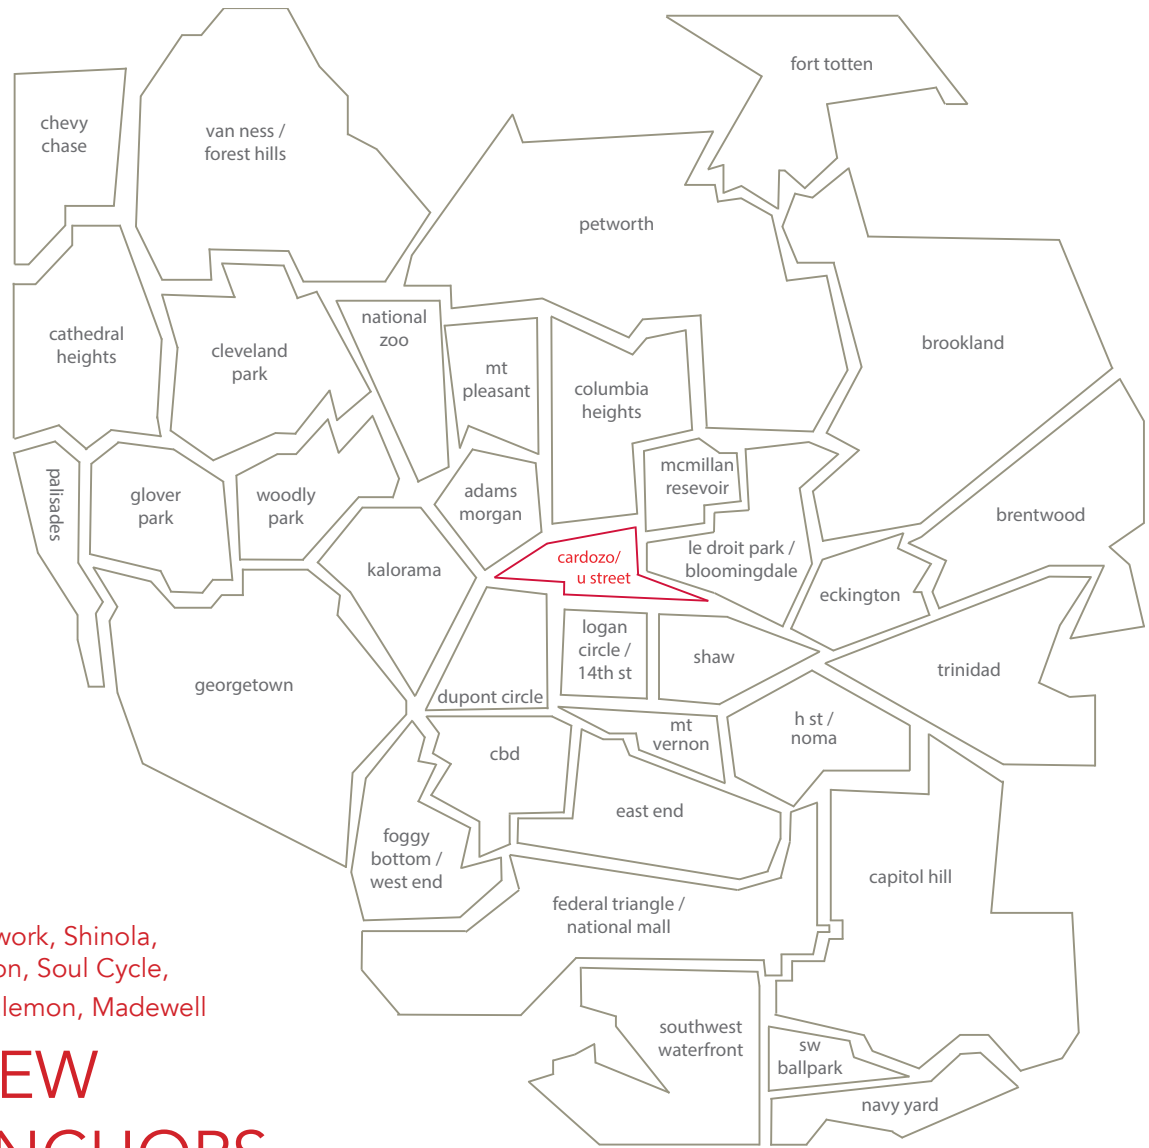 fort totten
chevy
chase
van ness /
forest hills
petworth
national
zoo
cathedral
heights
cleveland
park
brookland
mt
pleasant
columbia
heights
mcmillan
resevoir
palisades
glover
park
woodly
park
adams
morgan
brentwood
le droit park /
bloomingdale
cardozo/
u street
kalorama
eckington
logan
circle /
14th st
shaw
trinidad
georgetown
dupont circle
mt
vernon
h st /
noma
cbd
east end
foggy
bottom /
west end
capitol hill
federal triangle /
national mall
work, Shinola,
on, Soul Cycle,
lemon, Madewell
southwest
waterfront
sw
ballpark
EW
navy yard
NCHORS